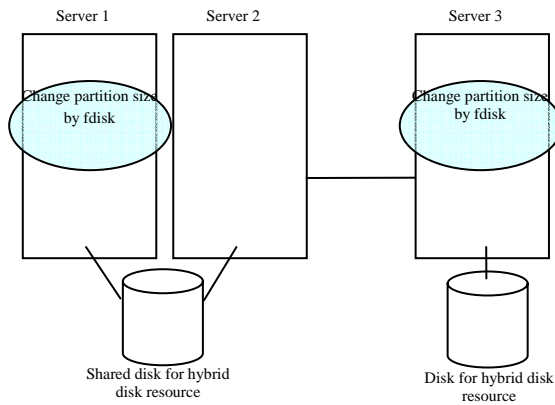 Server 1
Server 2
Server 3
Change partition size
by fdisk
Change partition size
by fdisk
Shared disk for hybrid
disk resource
Disk for hybrid disk
resource